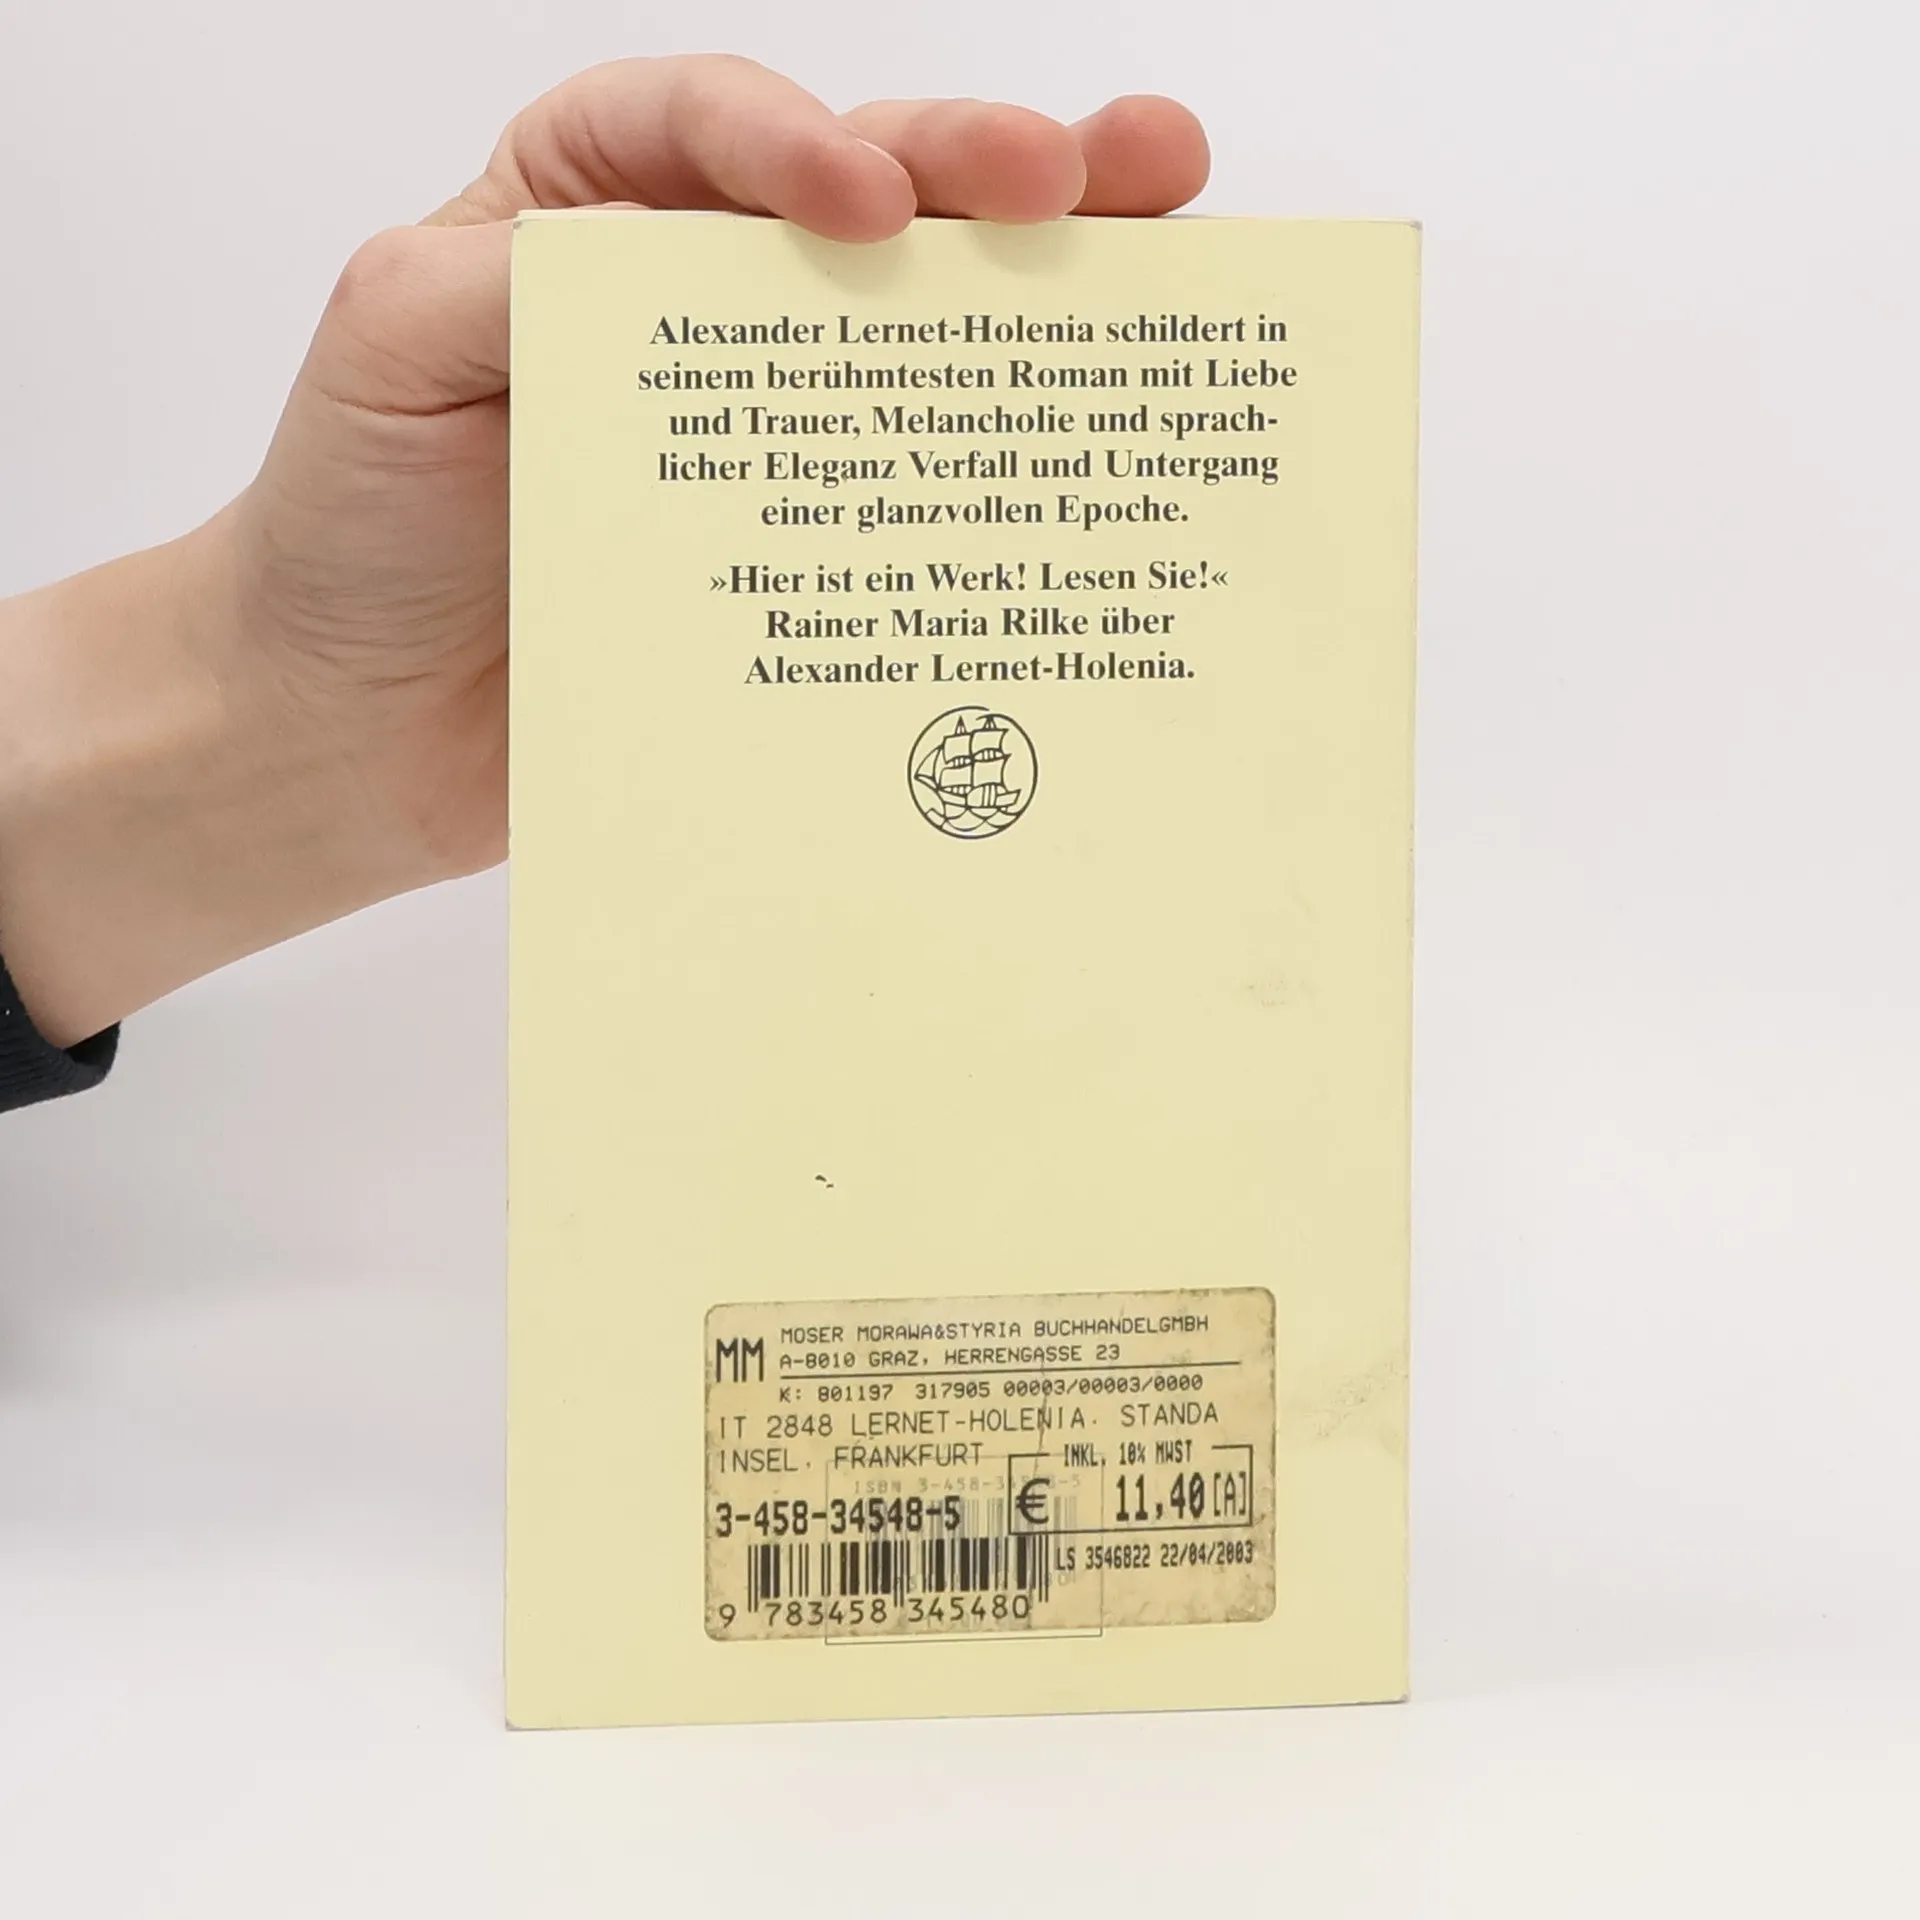 Alexander Lernet-Holenia schildert in
seinem berühmtesten Roman mit Liebe
und Trauer, Melancholie und sprach-
licher Eleganz Verfall und Untergang
einer glanzvollen Epoche.
»Hier ist ein Werk! Lesen Sie!«
Rainer Maria Rilke über
Alexander Lernet-Holenia.
MM MOSER MORAWA&STYRIA BUCHHANDELGMBH
A-8010 GRAZ, HERRENGASSE 23
K: 801197 317905 00003/00003/0000
IT 2848 LERNET-HOLENIA. STANDA
INSEL, FRANKFURT
INKL. 10% MWST
3-458-34548-5
€ 11,40[A]
LS 3546822 22/04/2003
9 783458 345480